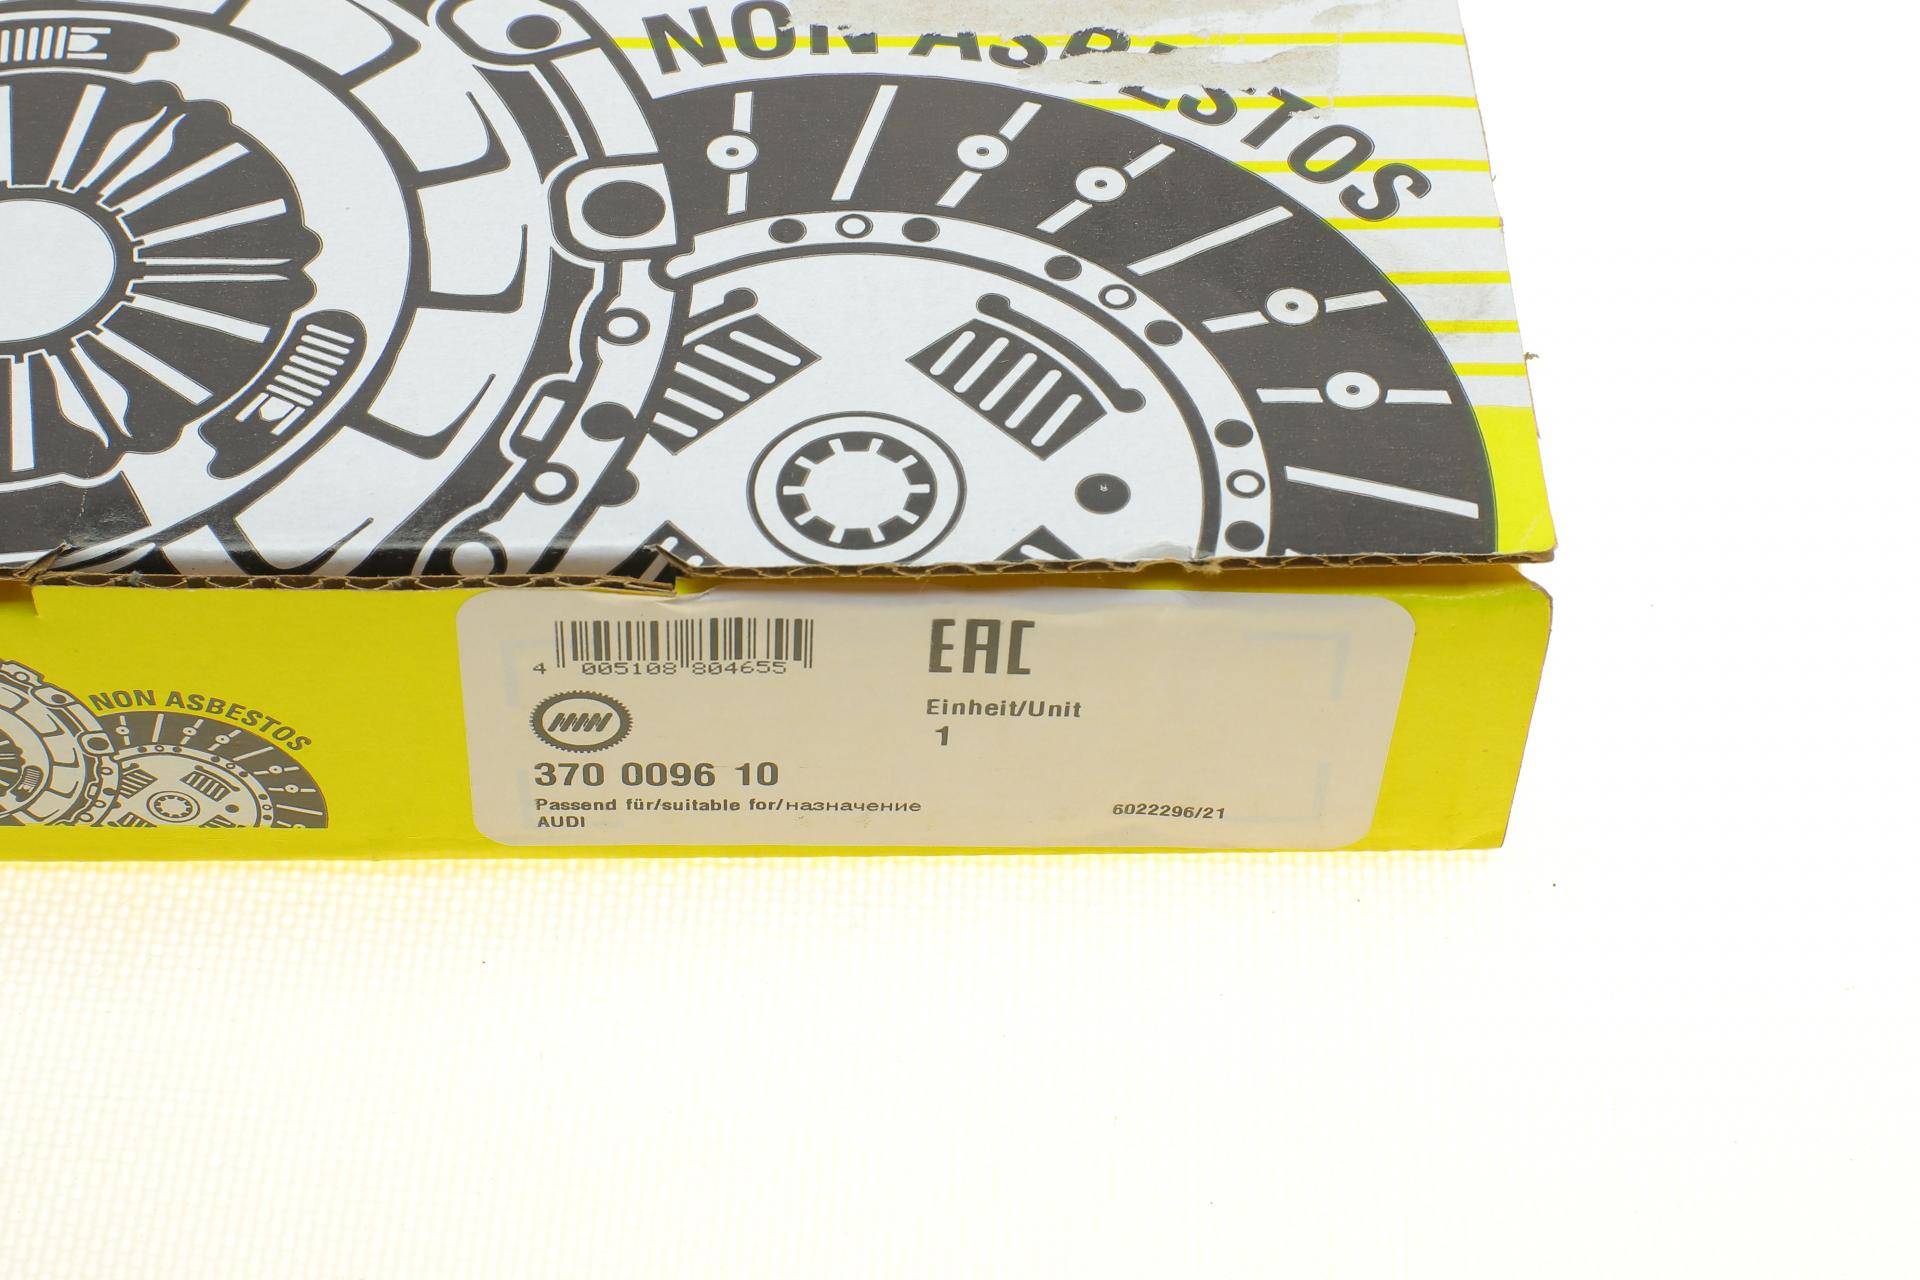 NON ASBESTOS
4 005108 804655
EAC
Einheit/Unit
1
370 0096 10
Passend für/suitable for/назначение
AUDI
6022296/21
NON ASBESTOS